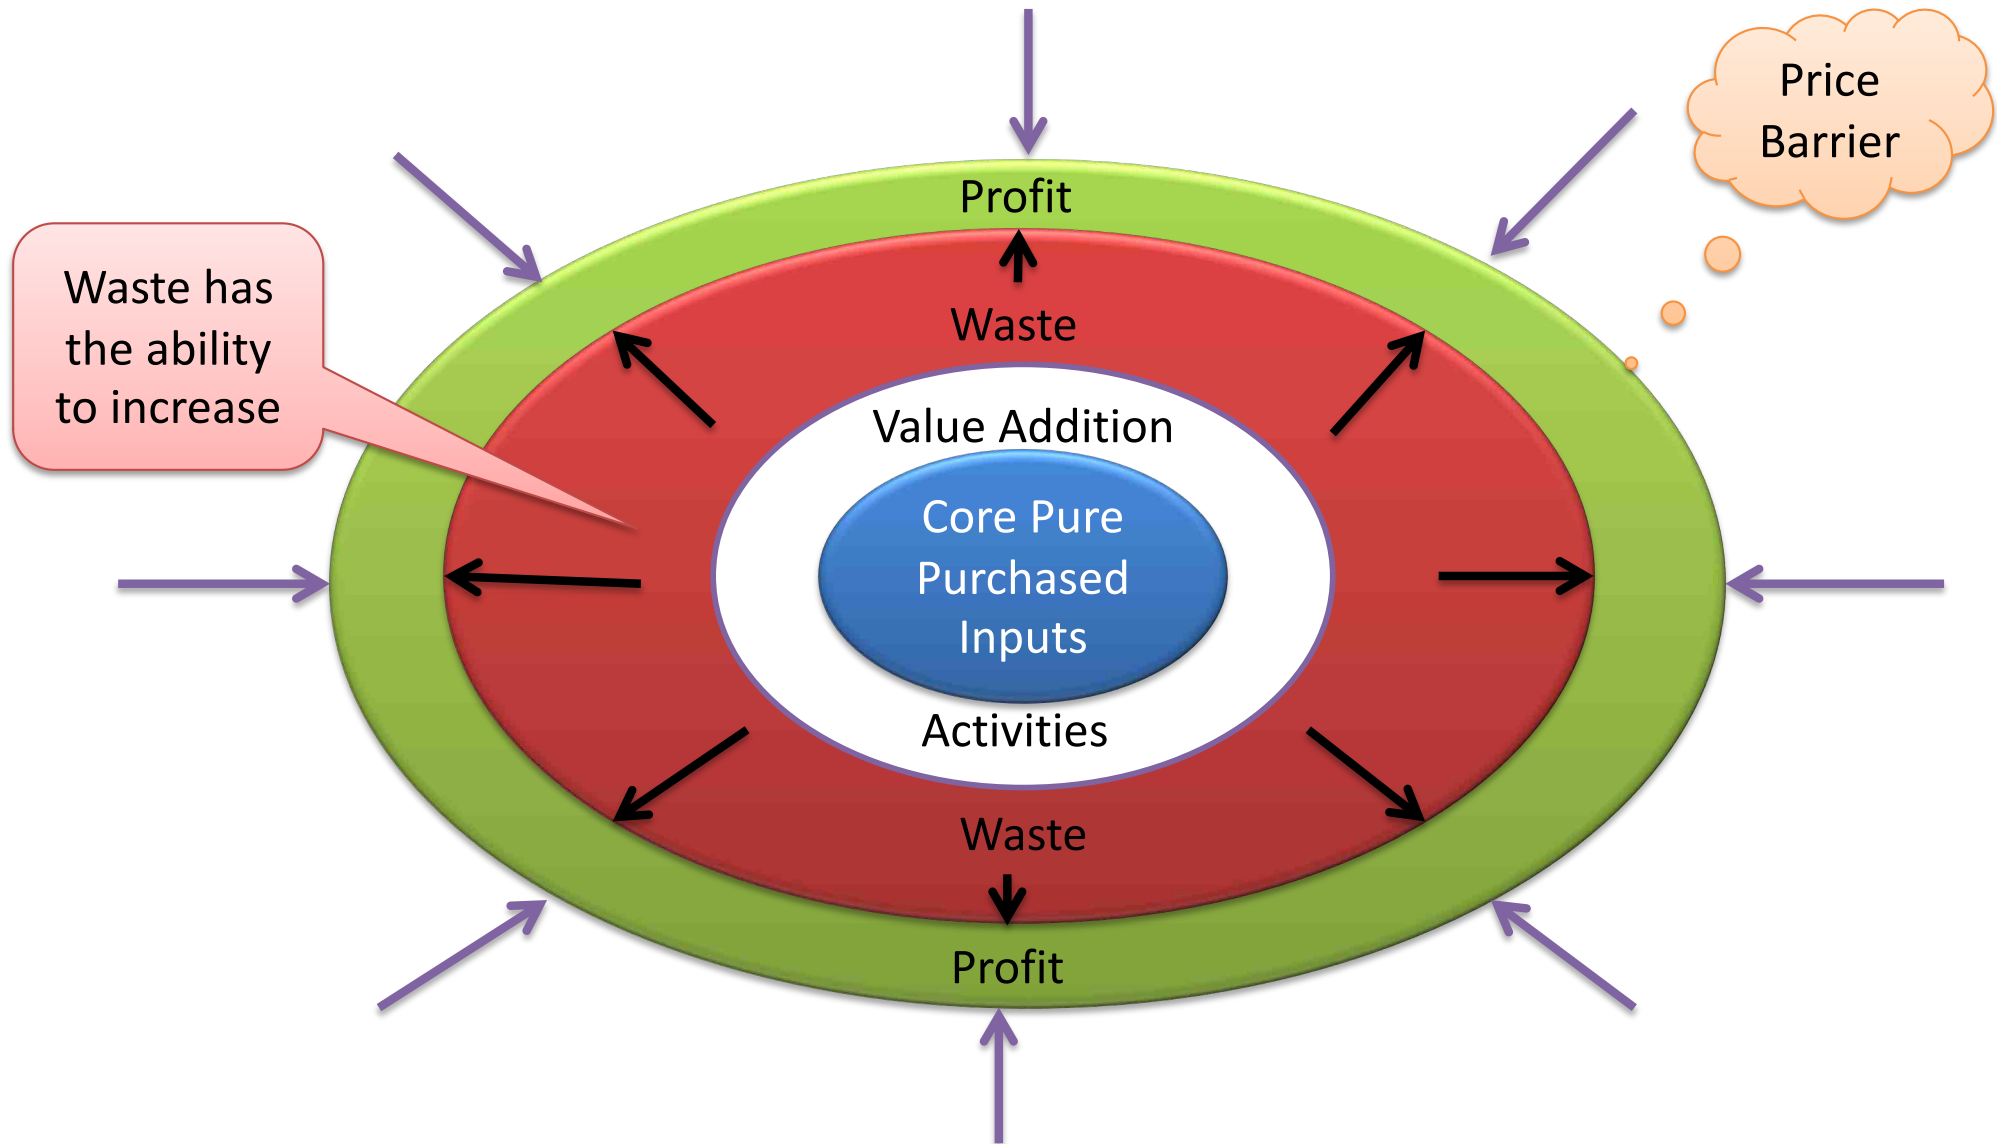 Price
Barrier
Profit
Waste has
the ability
to increase
Waste
Value Addition
Core Pure
Purchased
Inputs
Activities
Waste
Profit